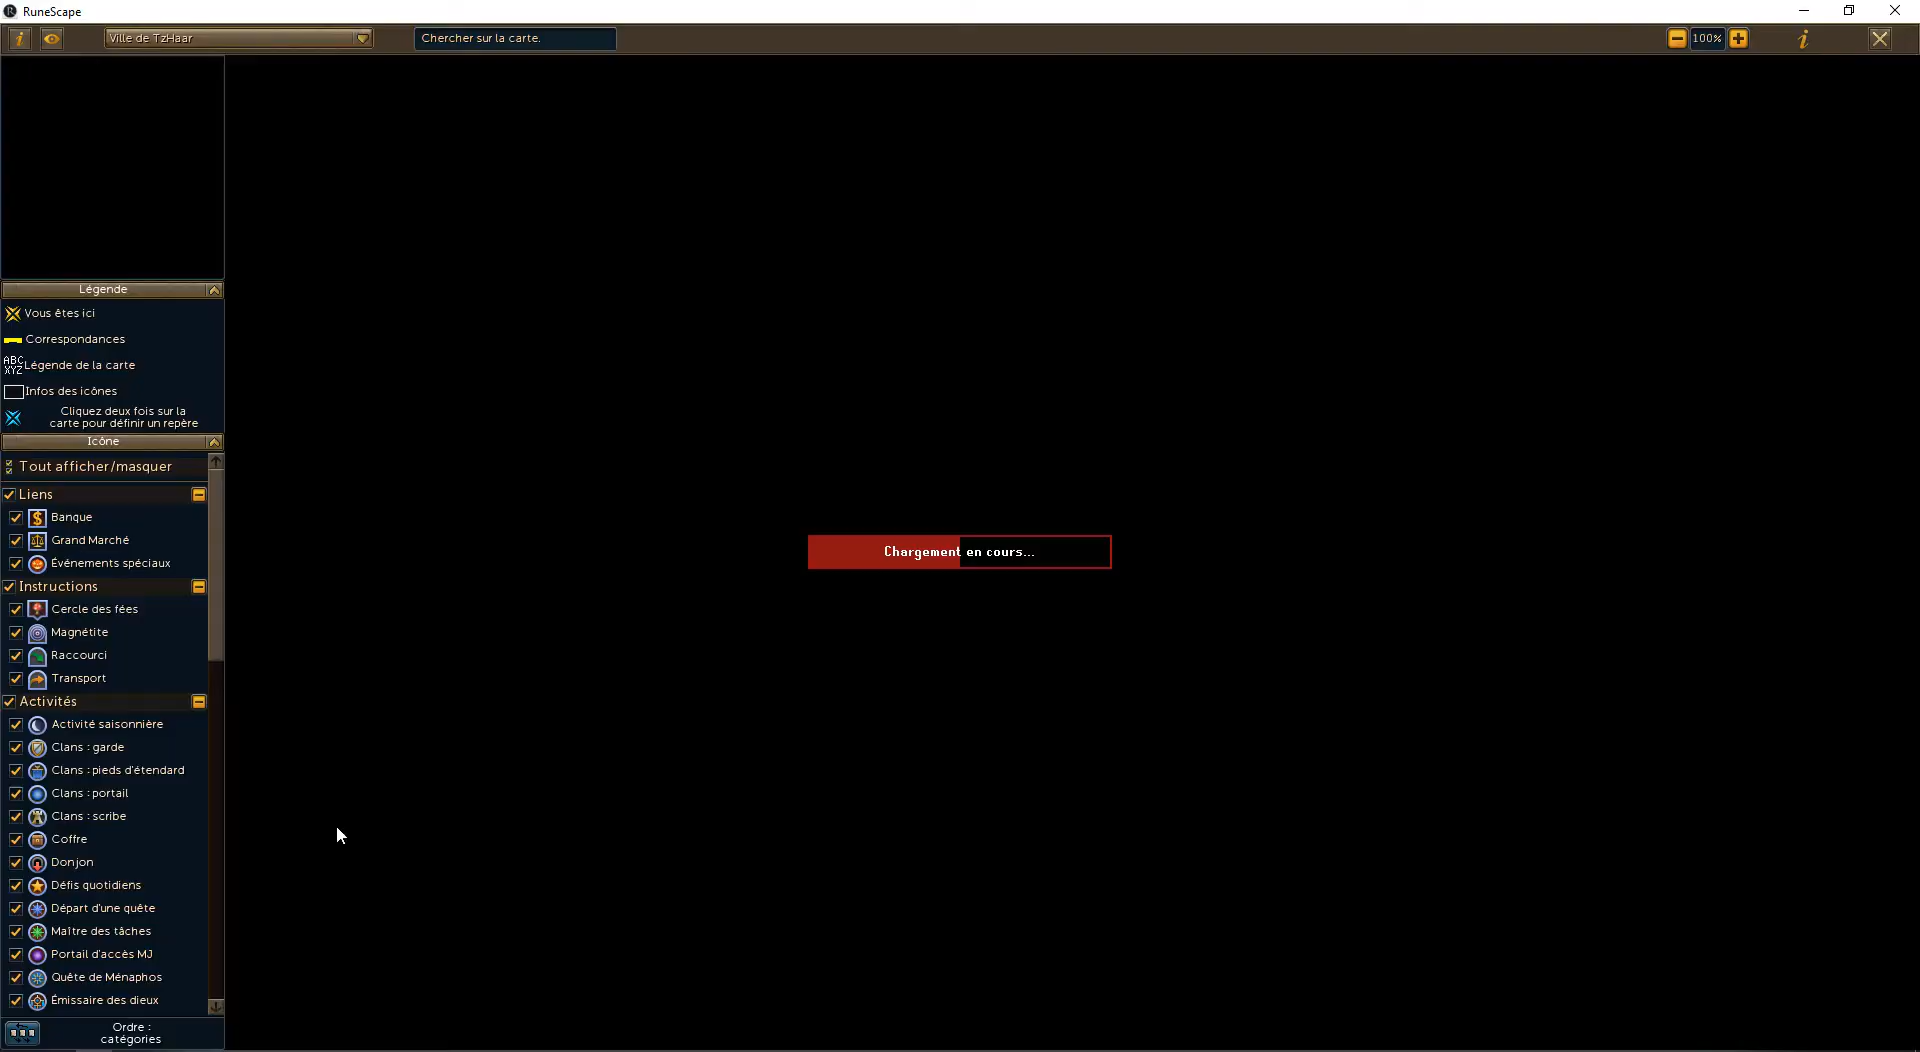 RuneScape
Ville de TzHaar
Chercher sur la carte.
100%
Légende
Vous êtes ici
Correspondances
ABC
XYZ
Légende de la carte
Infos des icônes
Cliquez deux fois sur la
carte pour définir un repère
Icône
Tout afficher/masquer
Liens
Banque
Grand Marché
Événements spéciaux
Instructions
Cercle des fées
Magnétite
Raccourci
Transport
Activités
Activité saisonnière
Clans : garde
Clans : pieds d'étendard
Clans : portail
Clans : scribe
Coffre
Donjon
Défis quotidiens
Départ d'une quête
Maître des tâches
Portail d'accès MJ
Quête de Ménaphos
Émissaire des dieux
Ordre :
catégories
Chargement en cours...